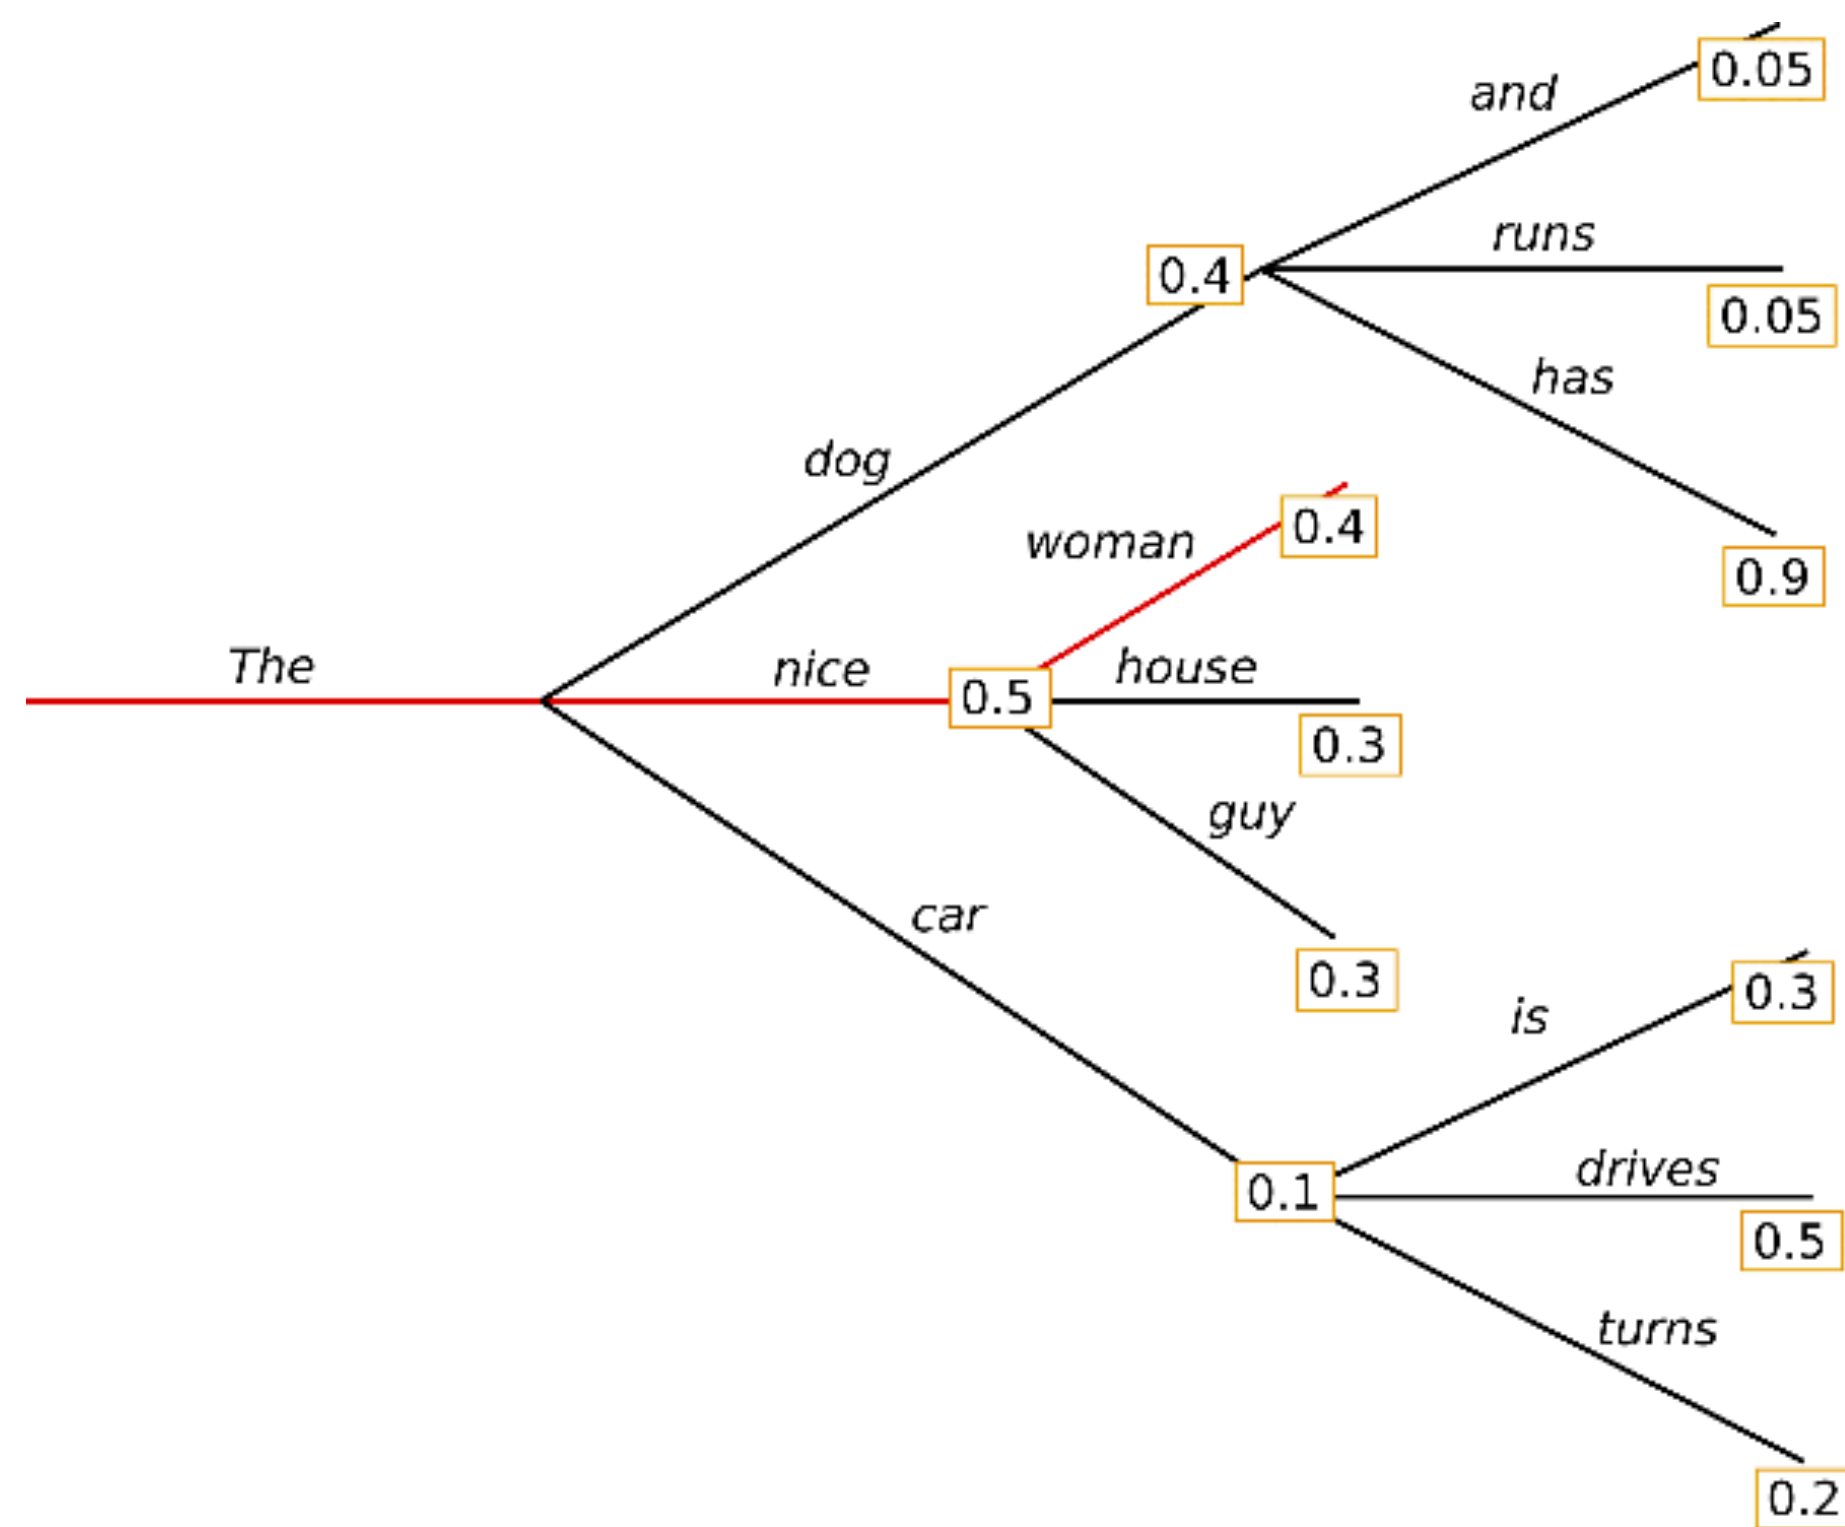 0.05
and
runs
0.4
0.05
has
dog
0.4
woman
0.9
The
nice
house
0.5
0.3
guy
car
0.3
0.3
is
drives
0.1
0.5
turns
0.2